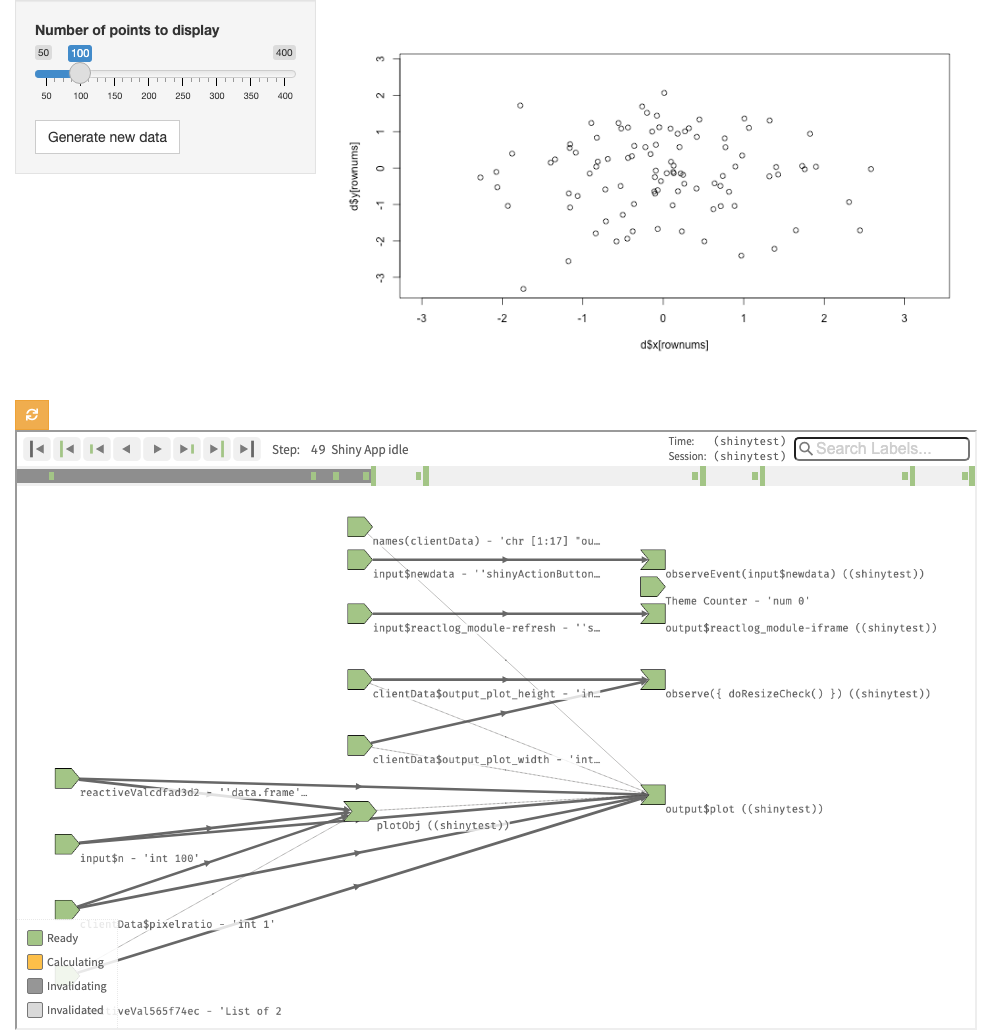 Number of points to display
50 100 400
50 100 150 200 250 300 350 400
Generate new data
3
2
1
0
-1
-2
-3
d$y[rownums]
-3 -2 -1 0 1 2 3
d$x[rownums]
Step: 49 Shiny App idle
Time: (shinytest)
Session: (shinytest)
Search Labels...
names(clientData) - 'chr [1:17] "ou…
input$newdata - ''shinyActionButton…
observeEvent(input$newdata) ((shinytest))
Theme Counter - 'num 0'
input$reactlog_module-refresh - ''s…
output$reactlog_module-iframe ((shinytest))
clientData$output_plot_height - 'in…
observe({ doResizeCheck() }) ((shinytest))
clientData$output_plot_width - 'int…
reactiveValcdfad3d2 - ''data.frame'…
output$plot ((shinytest))
plotObj ((shinytest))
input$n - 'int 100'
clientData$pixelratio - 'int 1'
Ready
Calculating
Invalidating
Invalidated
tiveVal565f74ec - 'List of 2